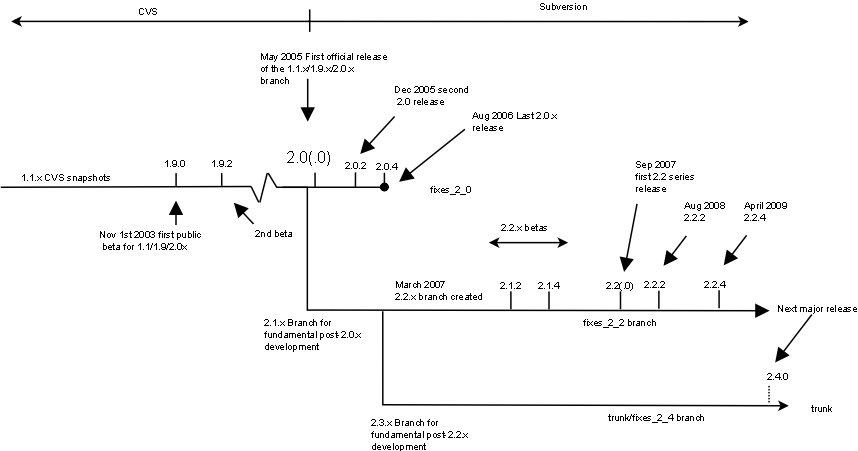 CVS
Subversion
May 2005 First official release
of the 1.1.x/1.9.x/2.0.x
branch
Dec 2005 second
2.0 release
Aug 2006 Last 2.0.x
release
1.9.0
1.9.2
2.0(.0)
2.0.2
2.0.4
1.1.x CVS snapshots
fixes_2_0
Nov 1st 2003 first public
beta for 1.1/1.9/2.0x
2nd beta
Sep 2007
first 2.2 series
release
Aug 2008
2.2.2
April 2009
2.2.4
2.2.x betas
March 2007
2.2.x branch created
2.1.2
2.1.4
2.2(.0)
2.2.2
2.2.4
Next major release
2.1.x Branch for
fundamental post-2.0.x
development
fixes_2_2 branch
2.4.0
trunk
trunk/fixes_2_4 branch
2.3.x Branch for
fundamental post-2.2.x
development